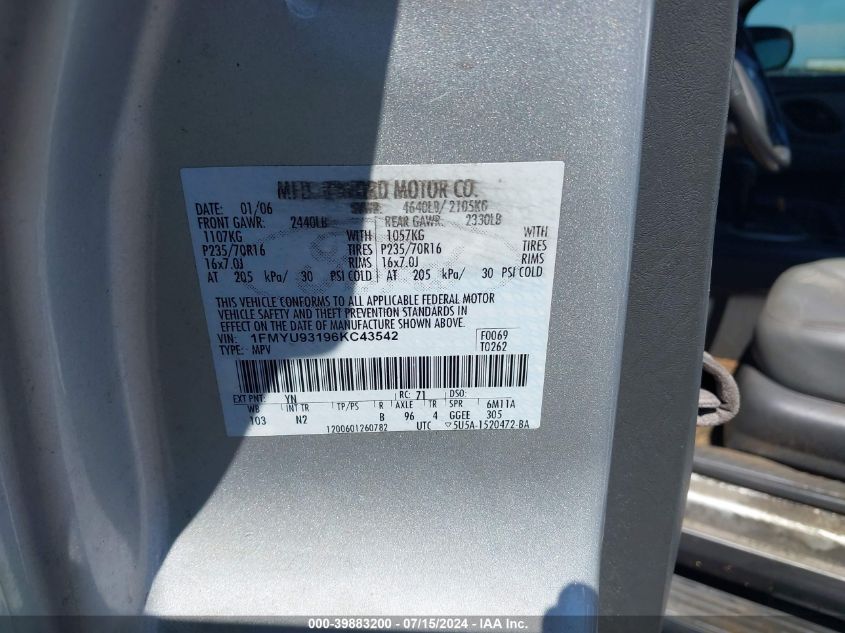 MFD. BY FORD MOTOR CO.
DATE: 01/06 GVWR: 4640LB/ 2105KG
FRONT GAWR: 2440LB REAR GAWR: 2330LB
1107KG WITH 1057KG WITH
P235/70R16 TIRES P235/70R16 TIRES
16x7.0J RIMS 16x7.0J RIMS
AT 205 kPa/ 30 PSI COLD AT 205 kPa/ 30 PSI COLD
THIS VEHICLE CONFORMS TO ALL APPLICABLE FEDERAL MOTOR
VEHICLE SAFETY AND THEFT PREVENTION STANDARDS IN
EFFECT ON THE DATE OF MANUFACTURE SHOWN ABOVE.
VIN: 1FMYU93196KC43542 F0069
TYPE: MPV T0262
EXT PNT: YN RC: 71 DSO:
WB INT TR TP/PS R AXLE TR SPR 6M11A
103 N2 B 96 4 GGEE 305
1200601260782 UTC ▽5U5A-1520472-BA
000-39883200 - 07/15/2024 - IAAI.COM